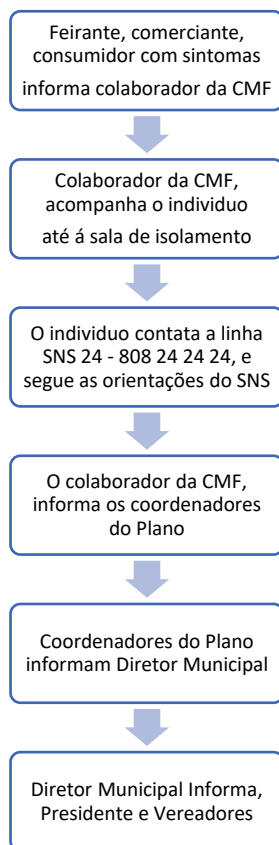 Feirante, comerciante,
consumidor com sintomas
informa colaborador da CMF
Colaborador da CMF,
acompanha o individuo
até á sala de isolamento
O individuo contata a linha
SNS 24 - 808 24 24 24, e
segue as orientações do SNS
O colaborador da CMF,
informa os coordenadores
do Plano
Coordenadores do Plano
informam Diretor Municipal
Diretor Municipal Informa,
Presidente e Vereadores